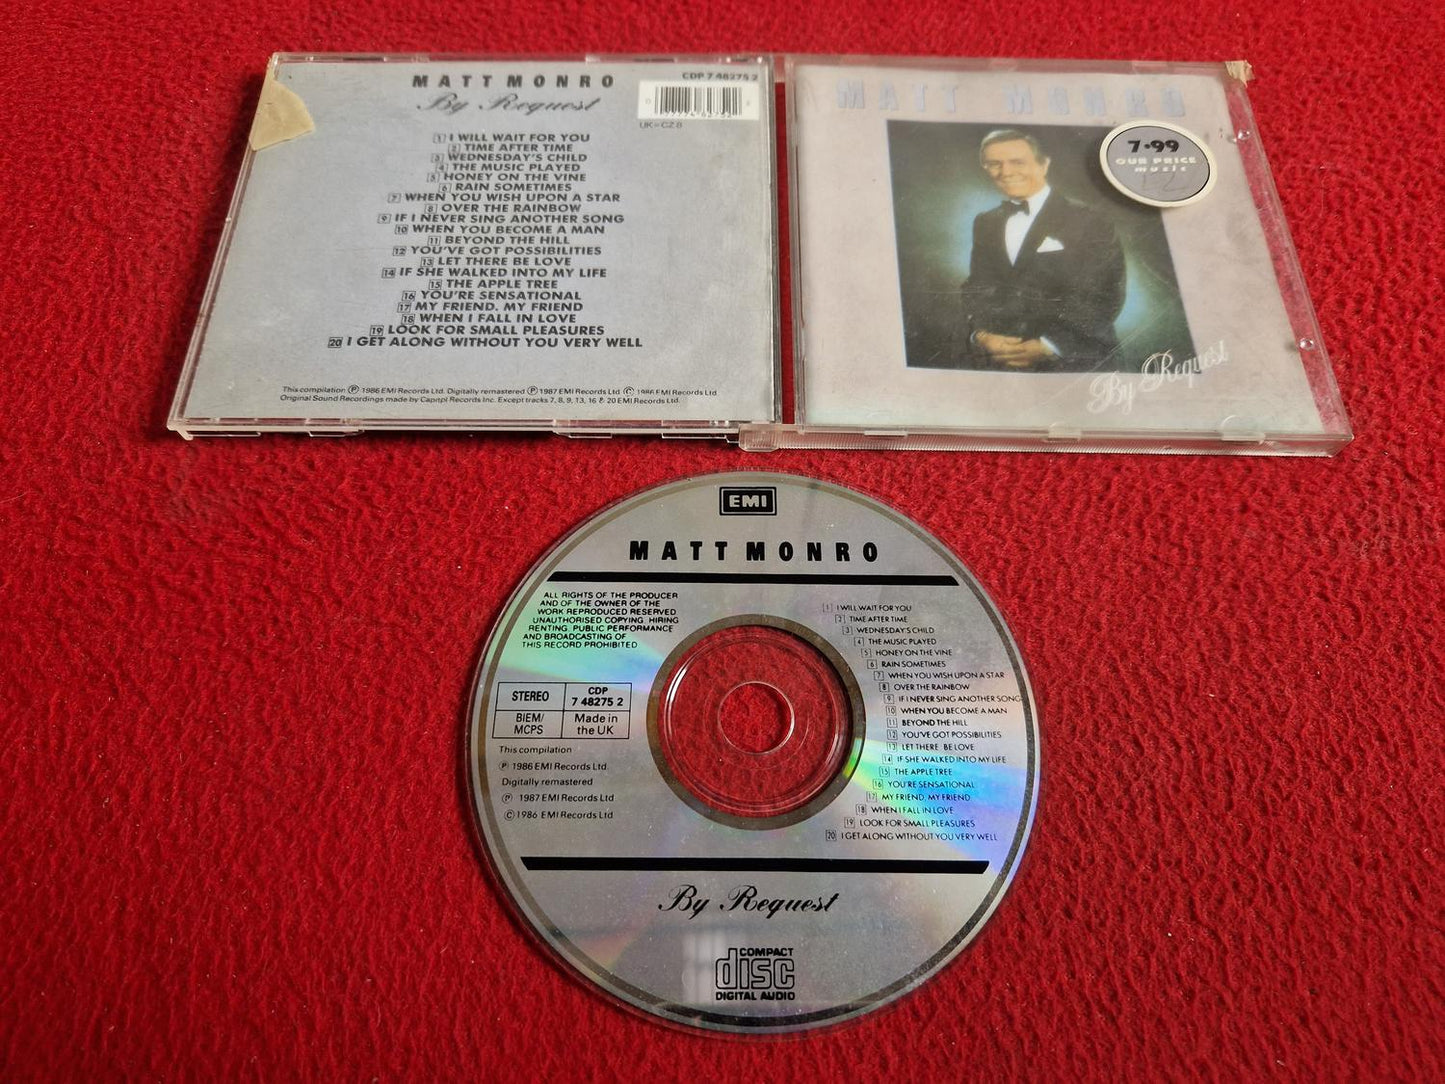 MATT MONRO
By Request
CDP 7 48275 2
UK=CZ 8
1 I WILL WAIT FOR YOU
2 TIME AFTER TIME
3 WEDNESDAY'S CHILD
4 THE MUSIC PLAYED
5 HONEY ON THE VINE
6 RAIN SOMETIMES
7 WHEN YOU WISH UPON A STAR
8 OVER THE RAINBOW
9 IF I NEVER SING ANOTHER SONG
10 WHEN YOU BECOME A MAN
11 BEYOND THE HILL
12 YOU'VE GOT POSSIBILITIES
13 LET THERE BE LOVE
14 IF SHE WALKED INTO MY LIFE
15 THE APPLE TREE
16 YOU'RE SENSATIONAL
17 MY FRIEND, MY FRIEND
18 WHEN I FALL IN LOVE
19 LOOK FOR SMALL PLEASURES
20 I GET ALONG WITHOUT YOU VERY WELL
This compilation ℗ 1986 EMI Records Ltd. Digitally remastered ℗ 1987 EMI Records Ltd © 1986 EMI Records Ltd.
Original Sound Recordings made by Capitol Records Inc. Except tracks 7, 8, 9, 13, 16 & 20 EMI Records Ltd.
MATT MONRO
7·99
OUR PRICE
music
By Request
EMI
MATT MONRO
ALL RIGHTS OF THE PRODUCER
AND OF THE OWNER OF THE
WORK REPRODUCED RESERVED
UNAUTHORISED COPYING, HIRING
RENTING, PUBLIC PERFORMANCE
AND BROADCASTING OF
THIS RECORD PROHIBITED
STEREO
CDP
7 48275 2
BIEM/
MCPS
Made in
the UK
This compilation
℗ 1986 EMI Records Ltd
Digitally remastered
℗ 1987 EMI Records Ltd
© 1986 EMI Records Ltd
1 I WILL WAIT FOR YOU
2 TIME AFTER TIME
3 WEDNESDAY'S CHILD
4 THE MUSIC PLAYED
5 HONEY ON THE VINE
6 RAIN SOMETIMES
7 WHEN YOU WISH UPON A STAR
8 OVER THE RAINBOW
9 IF I NEVER SING ANOTHER SONG
10 WHEN YOU BECOME A MAN
11 BEYOND THE HILL
12 YOU'VE GOT POSSIBILITIES
13 LET THERE BE LOVE
14 IF SHE WALKED INTO MY LIFE
15 THE APPLE TREE
16 YOU'RE SENSATIONAL
17 MY FRIEND, MY FRIEND
18 WHEN I FALL IN LOVE
19 LOOK FOR SMALL PLEASURES
20 I GET ALONG WITHOUT YOU VERY WELL
By Request
COMPACT
disc
DIGITAL AUDIO